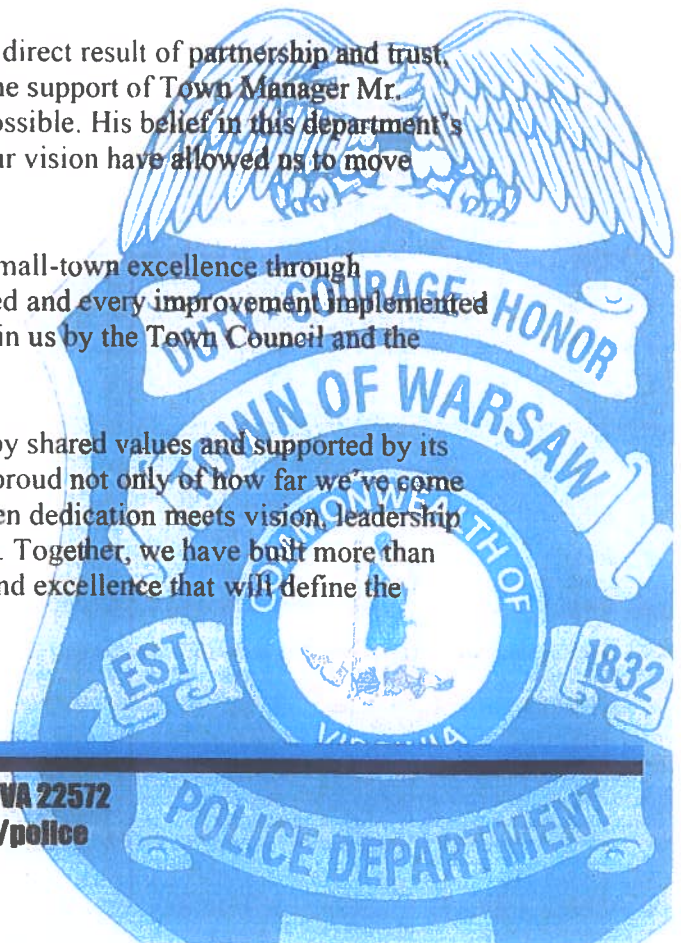 direct result of partnership and trust,
he support of Town Manager Mr.
ossible. His belief in this department's
ur vision have allowed us to move
mall-town excellence through
ed and every improvement implemented
in us by the Town Council and the
by shared values and supported by its
proud not only of how far we've come
en dedication meets vision, leadership
. Together, we have built more than
nd excellence that will define the
DUTY - COURAGE - HONOR
TOWN OF WARSAW
COMMONWEALTH OF
VIRGINIA
EST
1832
VA 22572
/police
POLICE DEPARTMENT